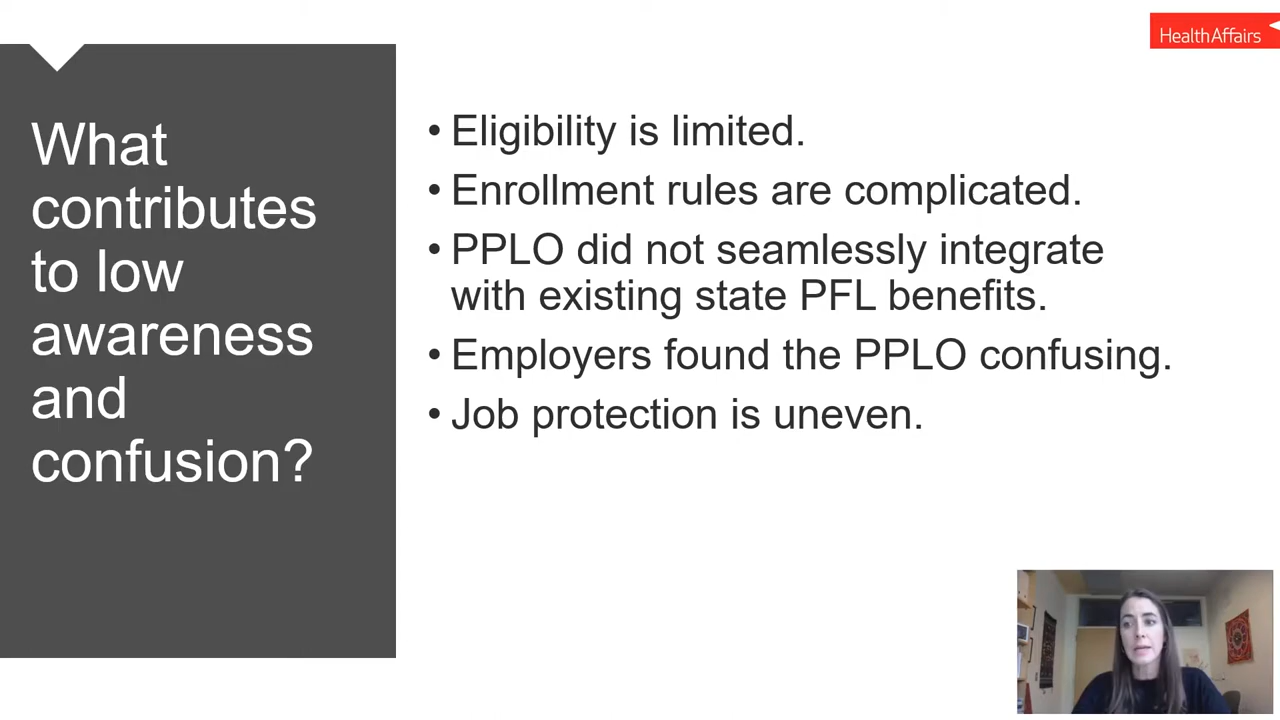 HealthAffairs
What
contributes
to low
awareness
and
confusion?
• Eligibility is limited.
• Enrollment rules are complicated.
• PPLO did not seamlessly integrate
with existing state PFL benefits.
• Employers found the PPLO confusing.
• Job protection is uneven.